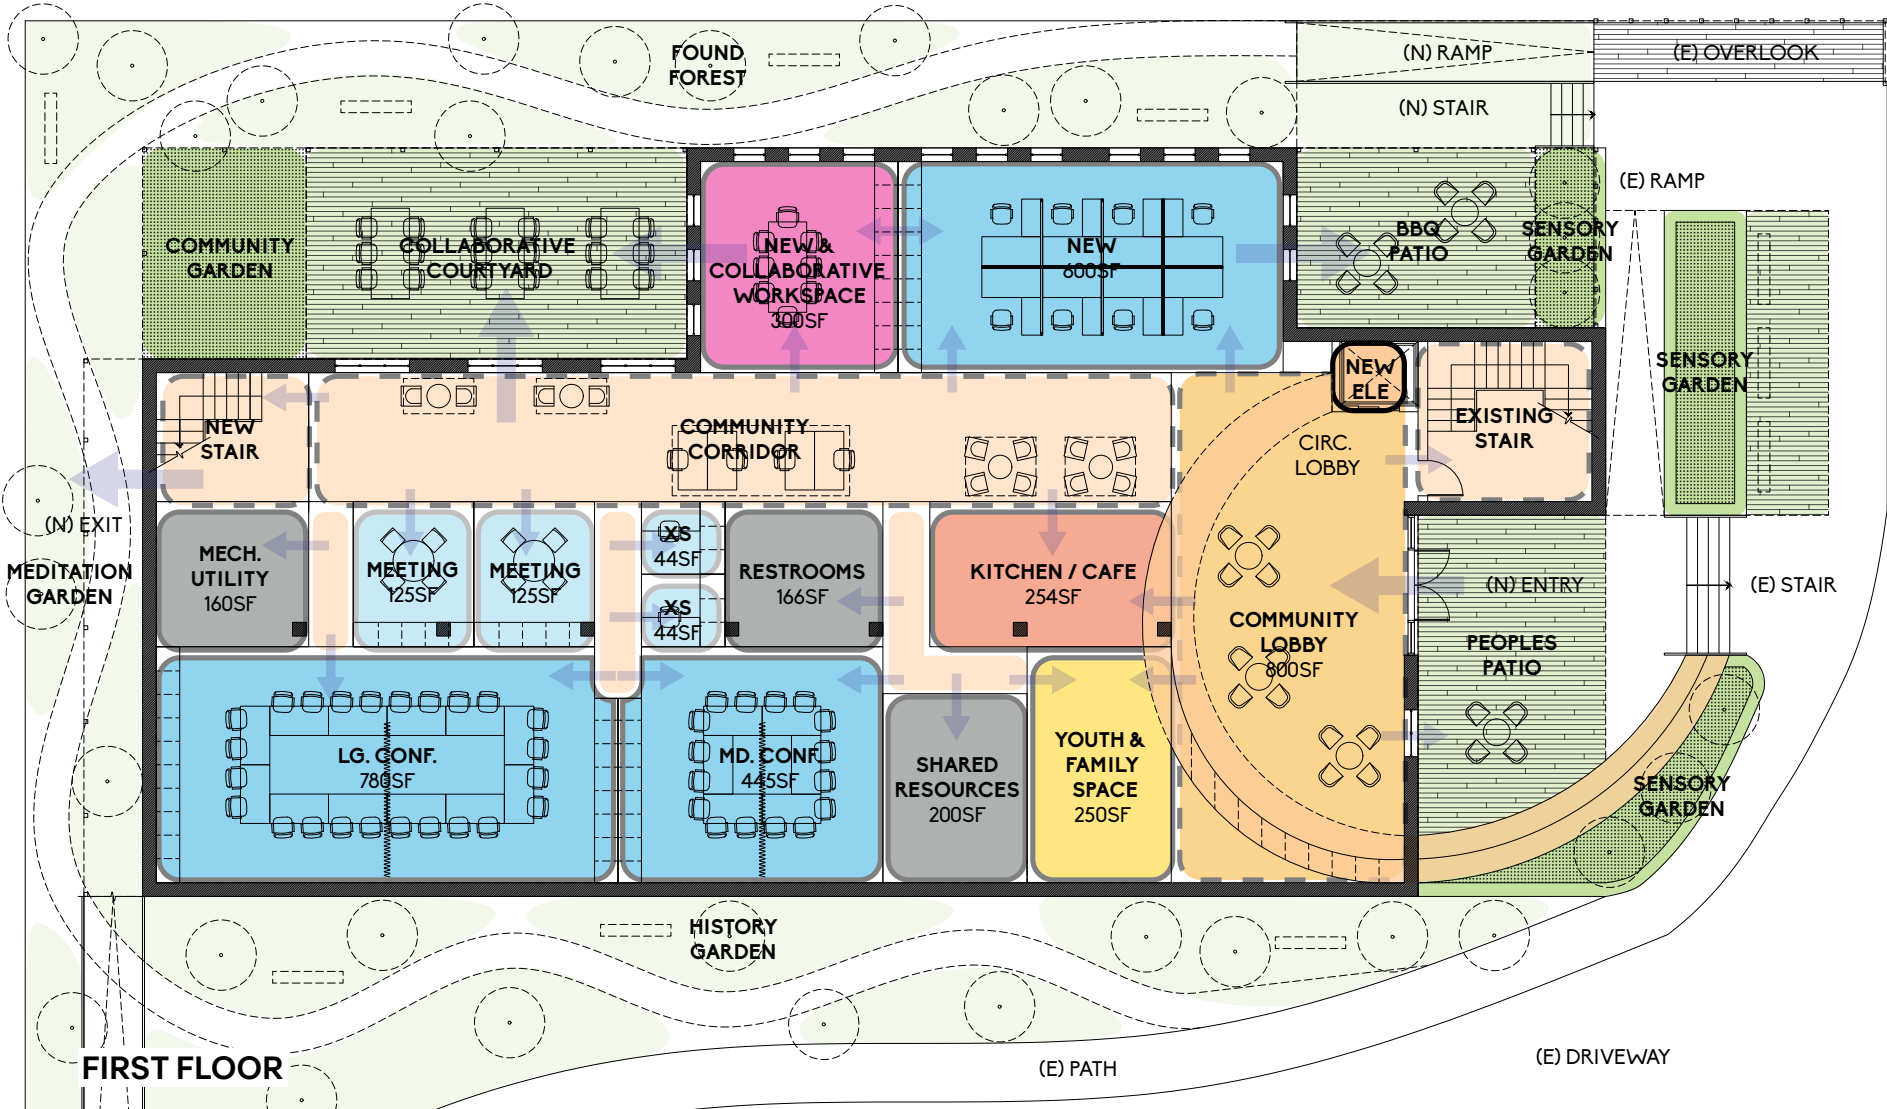 FOUND
FOREST
(N) RAMP
(E) OVERLOOK
(N) STAIR
(E) RAMP
COMMUNITY
GARDEN
COLLABORATIVE
COURTYARD
NEW &
COLLABORATIVE
WORKSPACE
300SF
NEW
600SF
BBQ
PATIO
SENSORY
GARDEN
SENSORY
GARDEN
NEW
ELE
NEW
STAIR
COMMUNITY
CORRIDOR
CIRC.
LOBBY
EXISTING
STAIR
(N) EXIT
MEDITATION
GARDEN
MECH.
UTILITY
160SF
MEETING
125SF
MEETING
125SF
XS
44SF
XS
44SF
RESTROOMS
166SF
KITCHEN / CAFE
254SF
COMMUNITY
LOBBY
800SF
(N) ENTRY
(E) STAIR
PEOPLES
PATIO
LG. CONF.
780SF
MD. CONF.
445SF
SHARED
RESOURCES
200SF
YOUTH &
FAMILY
SPACE
250SF
SENSORY
GARDEN
HISTORY
GARDEN
FIRST FLOOR
(E) PATH
(E) DRIVEWAY